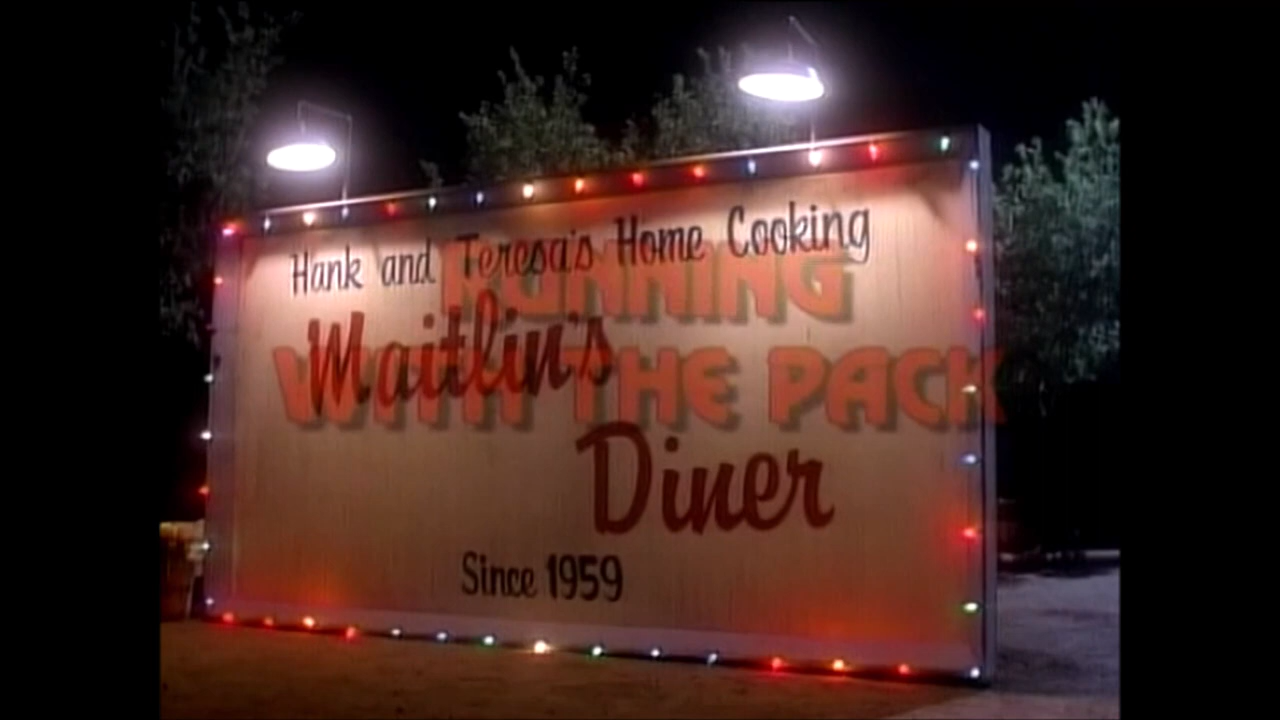 Hank and Teresa's Home Cooking
RUNNING
Maitlin's
WITH THE PACK
Diner
Since 1959